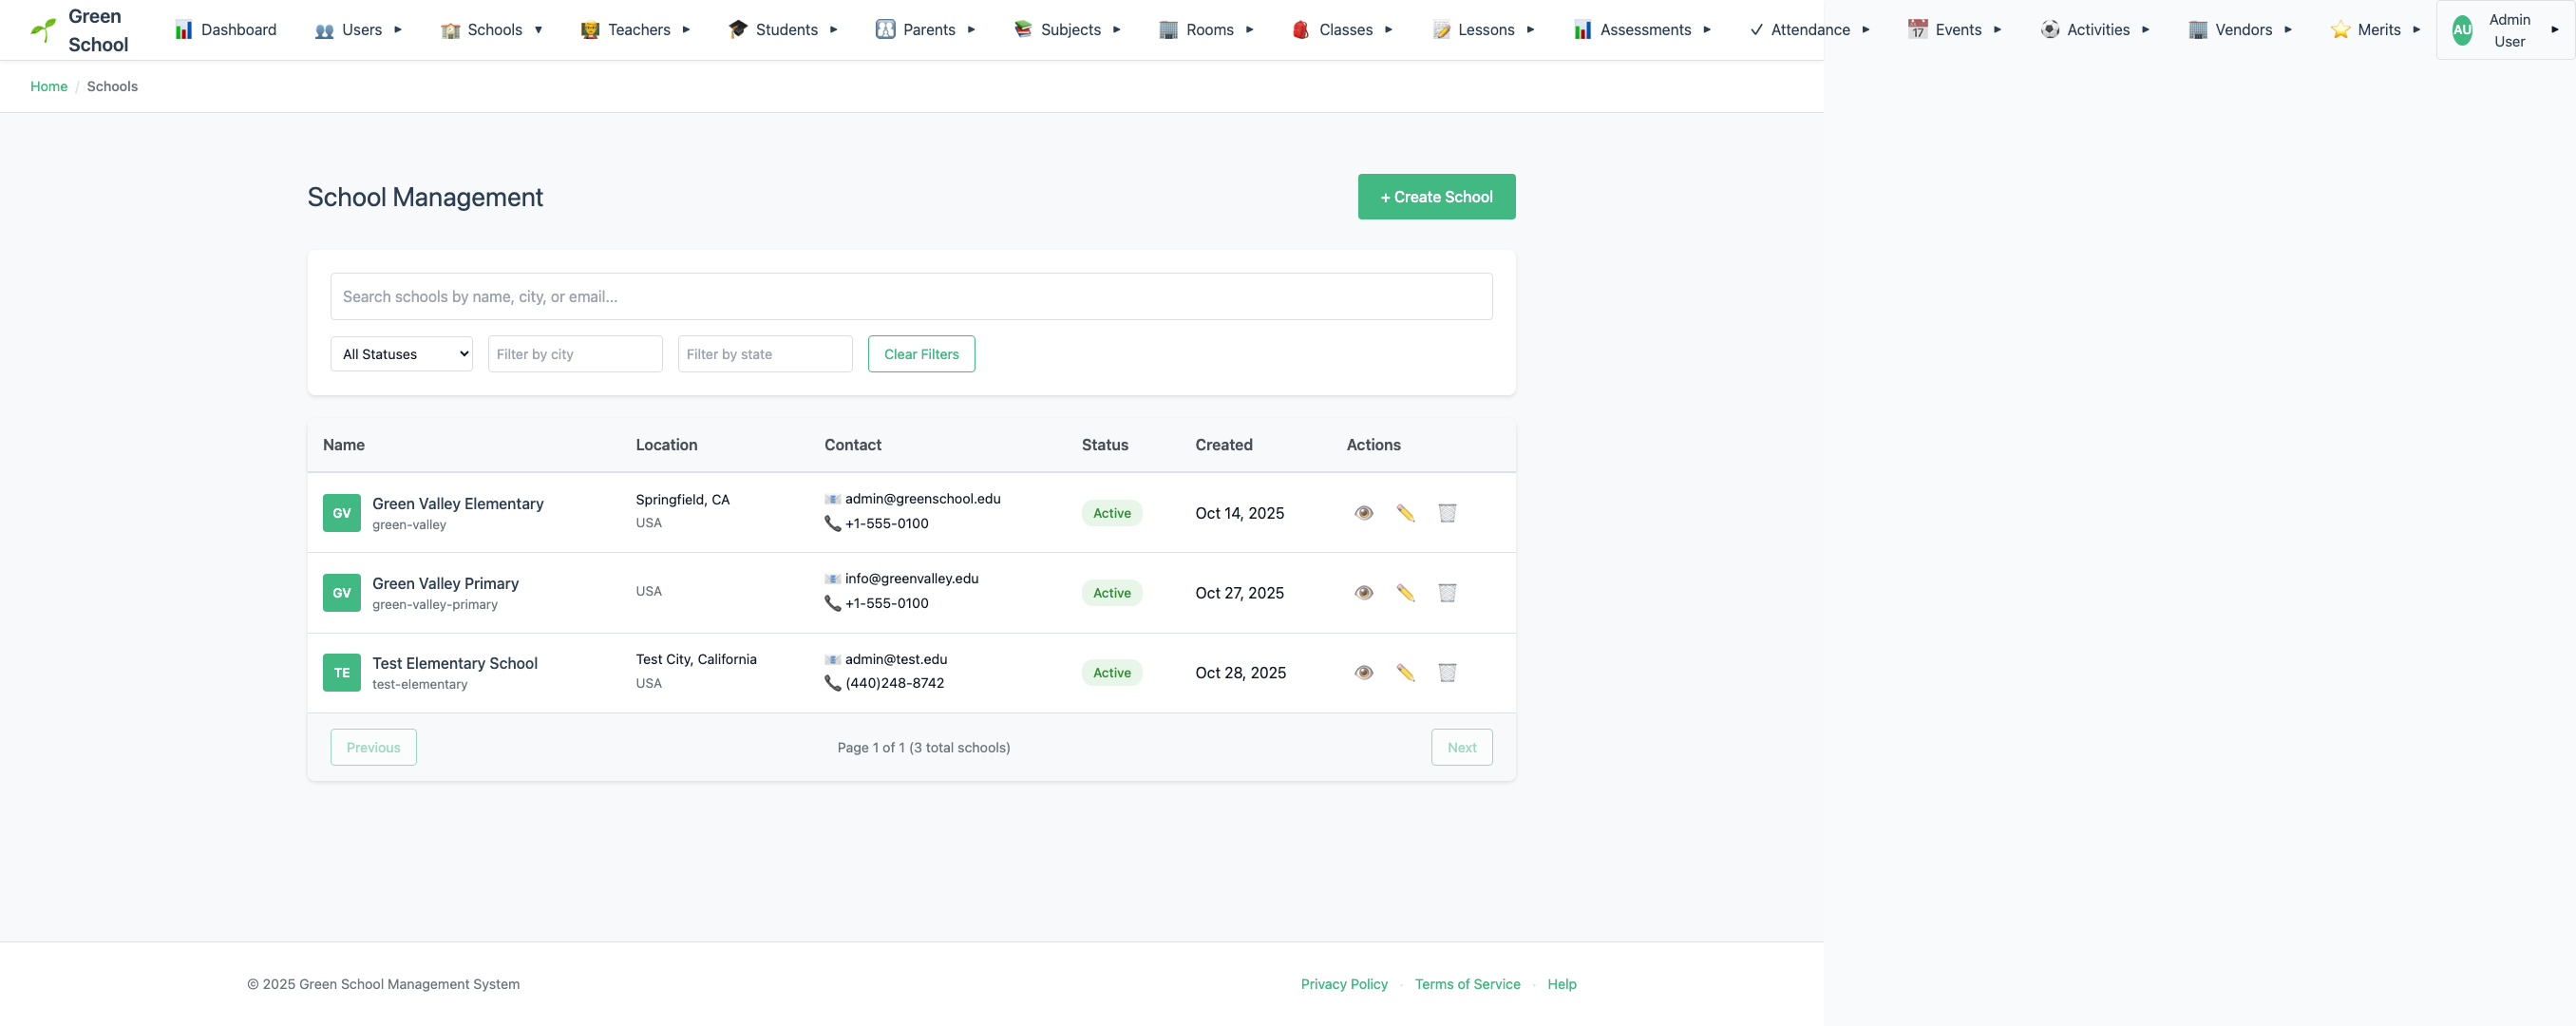 Green School
Dashboard
Users
Schools
Teachers
Students
Parents
Subjects
Rooms
Classes
Lessons
Assessments
Attendance
Events
Activities
Vendors
Merits
AU
Admin User
Home / Schools
School Management
+ Create School
Search schools by name, city, or email...
All Statuses
Filter by city
Filter by state
Clear Filters
Name Location Contact Status Created Actions
GV
Green Valley Elementary
green-valley
Springfield, CA
USA
admin@greenschool.edu
+1-555-0100
Active
Oct 14, 2025
GV
Green Valley Primary
green-valley-primary
USA
info@greenvalley.edu
+1-555-0100
Active
Oct 27, 2025
TE
Test Elementary School
test-elementary
Test City, California
USA
admin@test.edu
(440)248-8742
Active
Oct 28, 2025
Previous
Page 1 of 1 (3 total schools)
Next
© 2025 Green School Management System
Privacy Policy · Terms of Service · Help